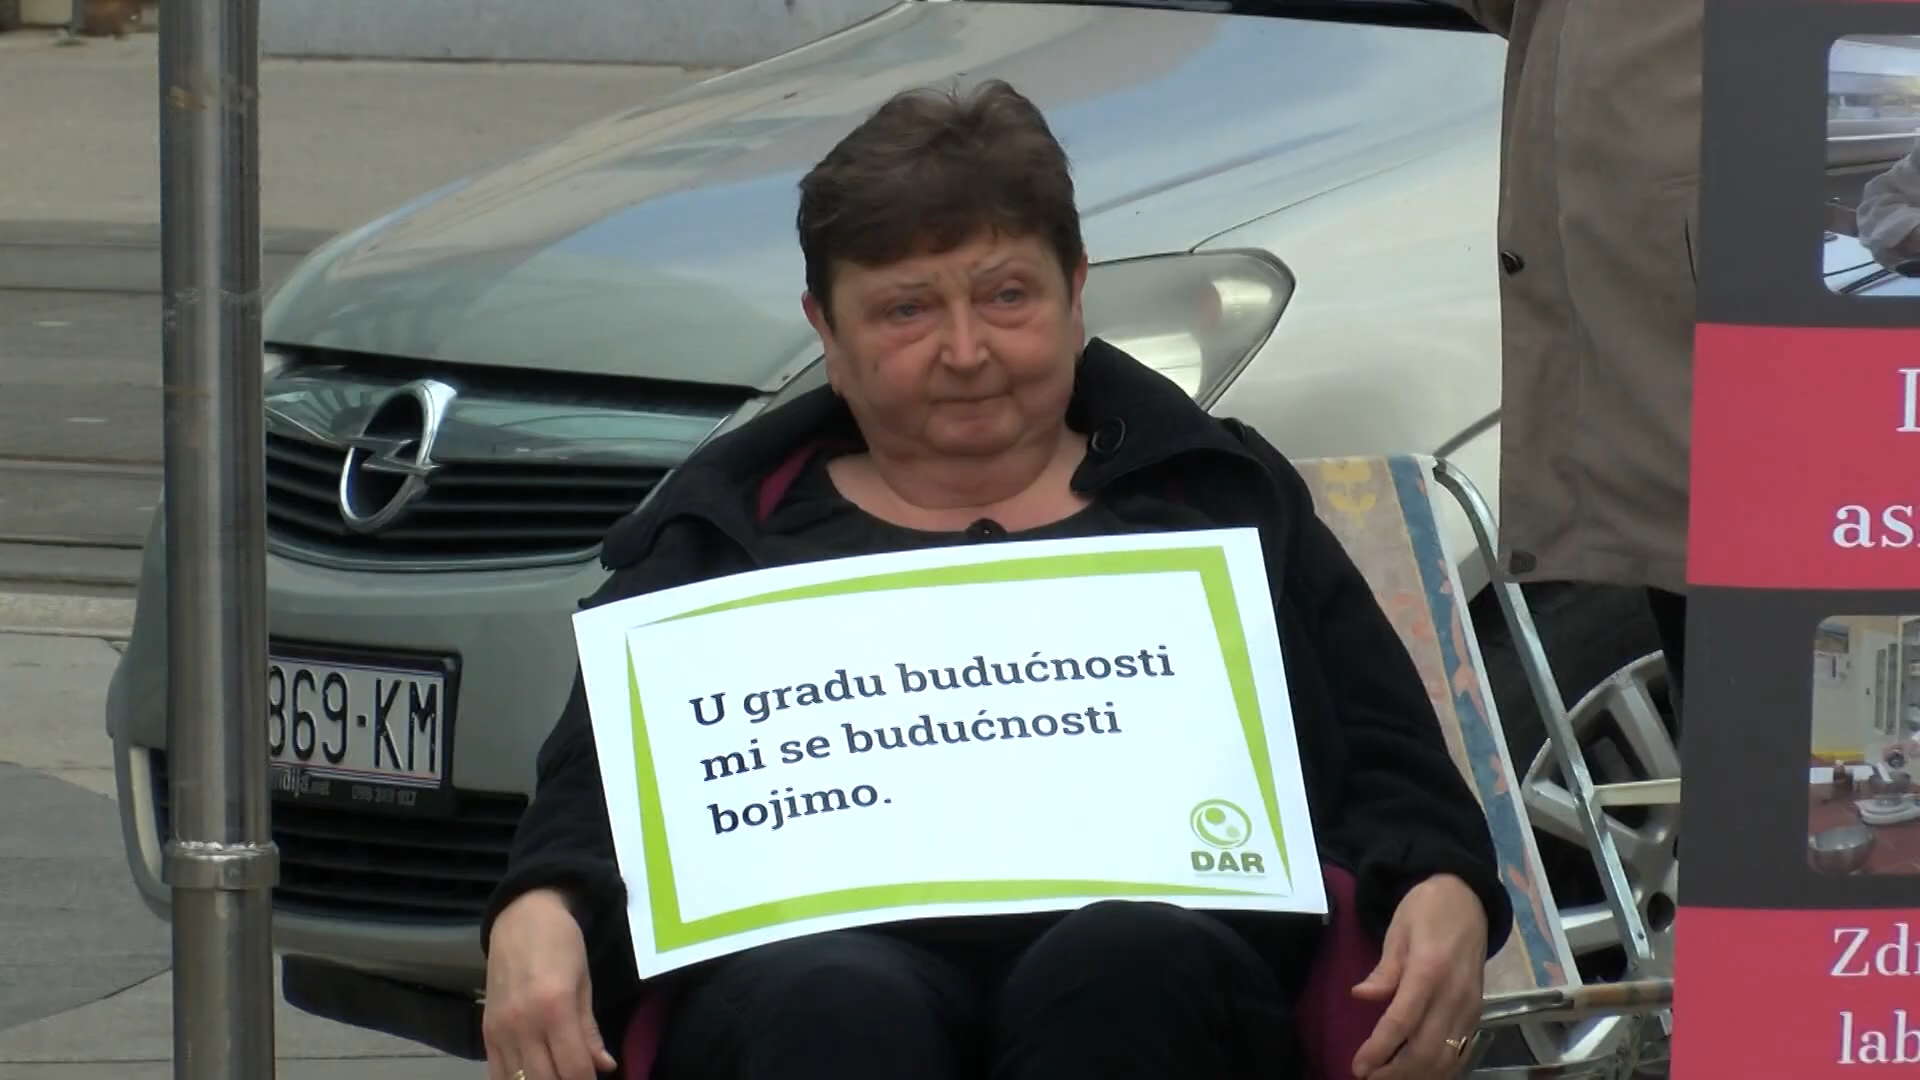 U gradu budućnosti
mi se budućnosti
bojimo.
DAR
869-KM
as
Zd
lab